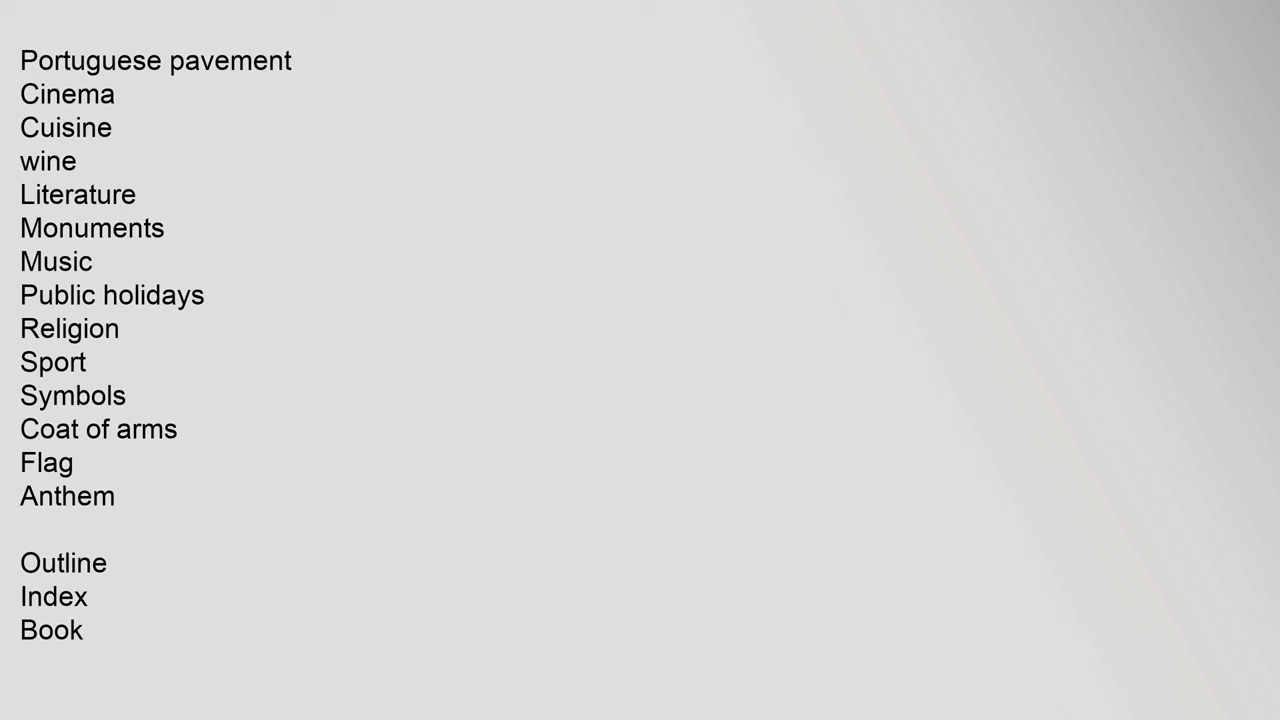 Portuguese pavement
Cinema
Cuisine
wine
Literature
Monuments
Music
Public holidays
Religion
Sport
Symbols
Coat of arms
Flag
Anthem
Outline
Index
Book